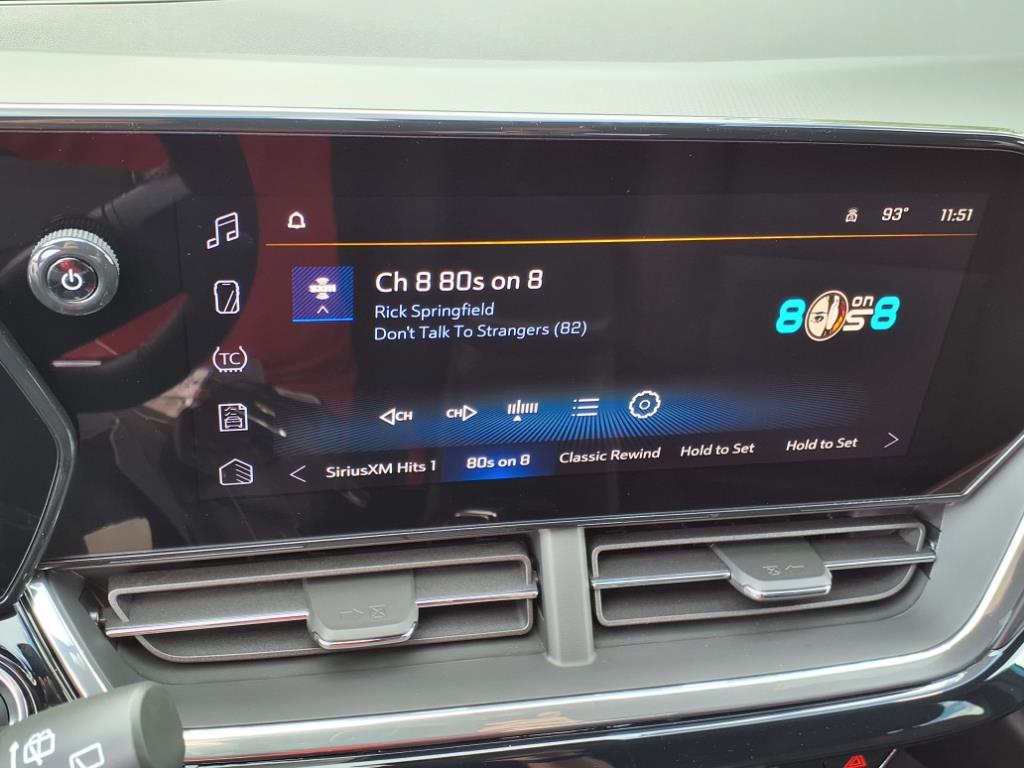 93° 11:51
SXM
Ch 8 80s on 8
Rick Springfield
Don't Talk To Strangers (82)
8 on 8
TC
CH CH
SiriusXM Hits 1 80s on 8 Classic Rewind Hold to Set Hold to Set